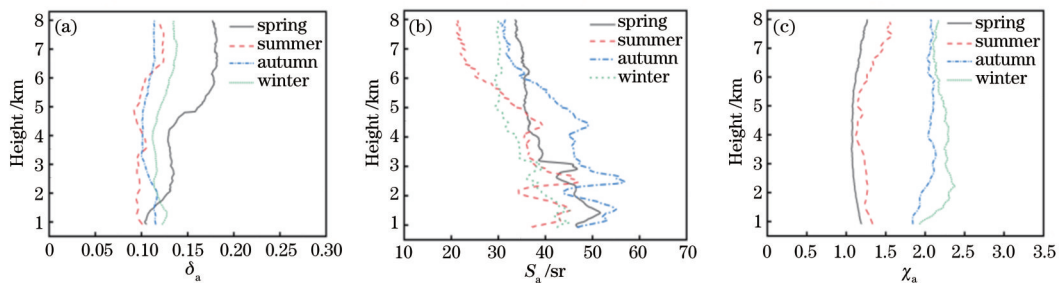 (a)
spring
summer
autumn
winter
Height /km
8
7
6
5
4
3
2
1
0 0.05 0.10 0.15 0.20 0.25 0.30
δa
(b)
spring
summer
autumn
winter
Height /km
8
7
6
5
4
3
2
1
10 20 30 40 50 60 70
Sa/sr
(c)
spring
summer
autumn
winter
Height /km
8
7
6
5
4
3
2
1
0 0.5 1.0 1.5 2.0 2.5 3.0 3.5
χa